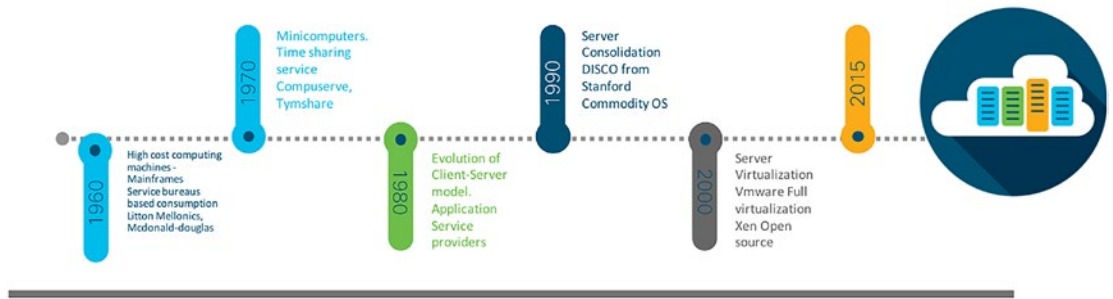 1960
High cost computing
machines -
Mainframes
Service bureaus
based consumption
Litton Mellonics,
Mcdonald-douglas
1970
Minicomputers.
Time sharing
service
Compuserve,
Tymshare
1980
Evolution of
Client-Server
model.
Application
Service
providers
1990
Server
Consolidation
DISCO from
Stanford
Commodity OS
2000
Server
Virtualization
Vmware Full
virtualization
Xen Open
source
2015